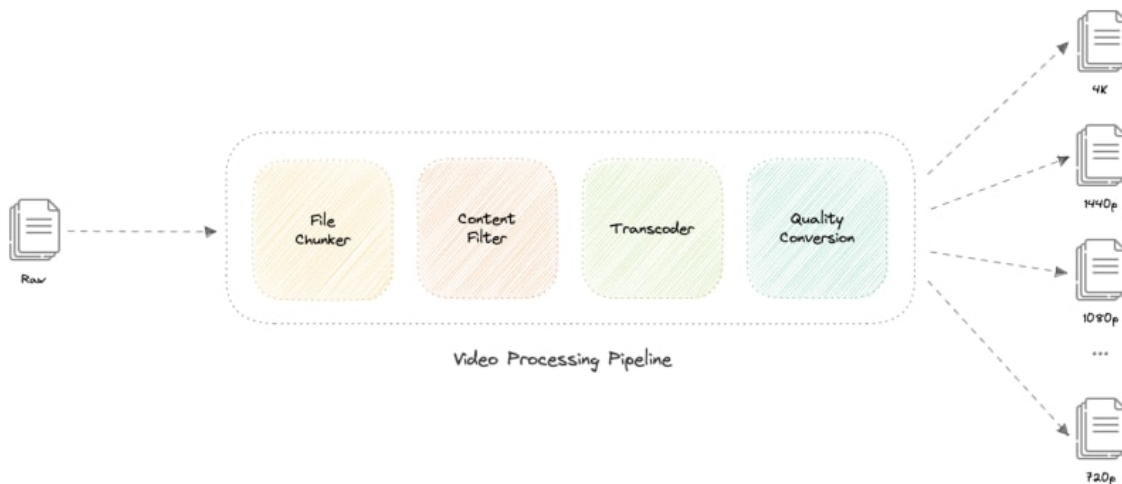 4K
1440p
Raw
File
Chunker
Content
Filter
Transcoder
Quality
Conversion
1080p
...
Video Processing Pipeline
720p